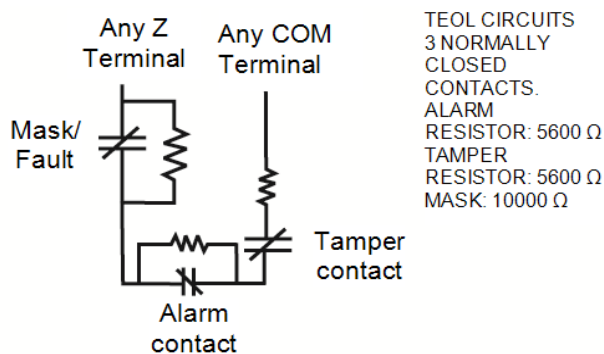 Any Z
Terminal
Any COM
Terminal
TEOL CIRCUITS
3 NORMALLY
CLOSED
CONTACTS.
ALARM
RESISTOR: 5600 Ω
TAMPER
RESISTOR: 5600 Ω
MASK: 10000 Ω
Mask/
Fault
Tamper
contact
Alarm
contact